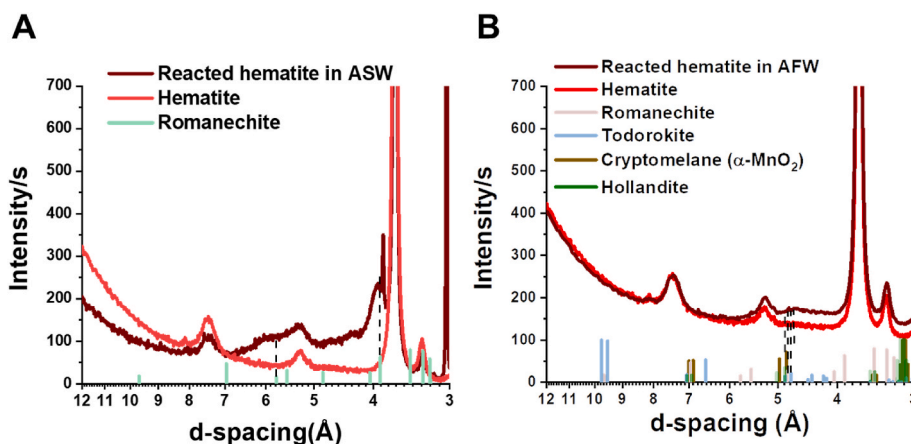 A
Reacted hematite in ASW
Hematite
Romanechite
Intensity/s
700
600
500
400
300
200
100
0
12 11 10 9 8 7 6 5 4 3
d-spacing(Å)
B
Reacted hematite in AFW
Hematite
Romanechite
Todorokite
Cryptomelane (α-MnO₂)
Hollandite
Intensity/s
700
600
500
400
300
200
100
0
12 11 10 9 8 7 6 5 4 3
d-spacing (Å)